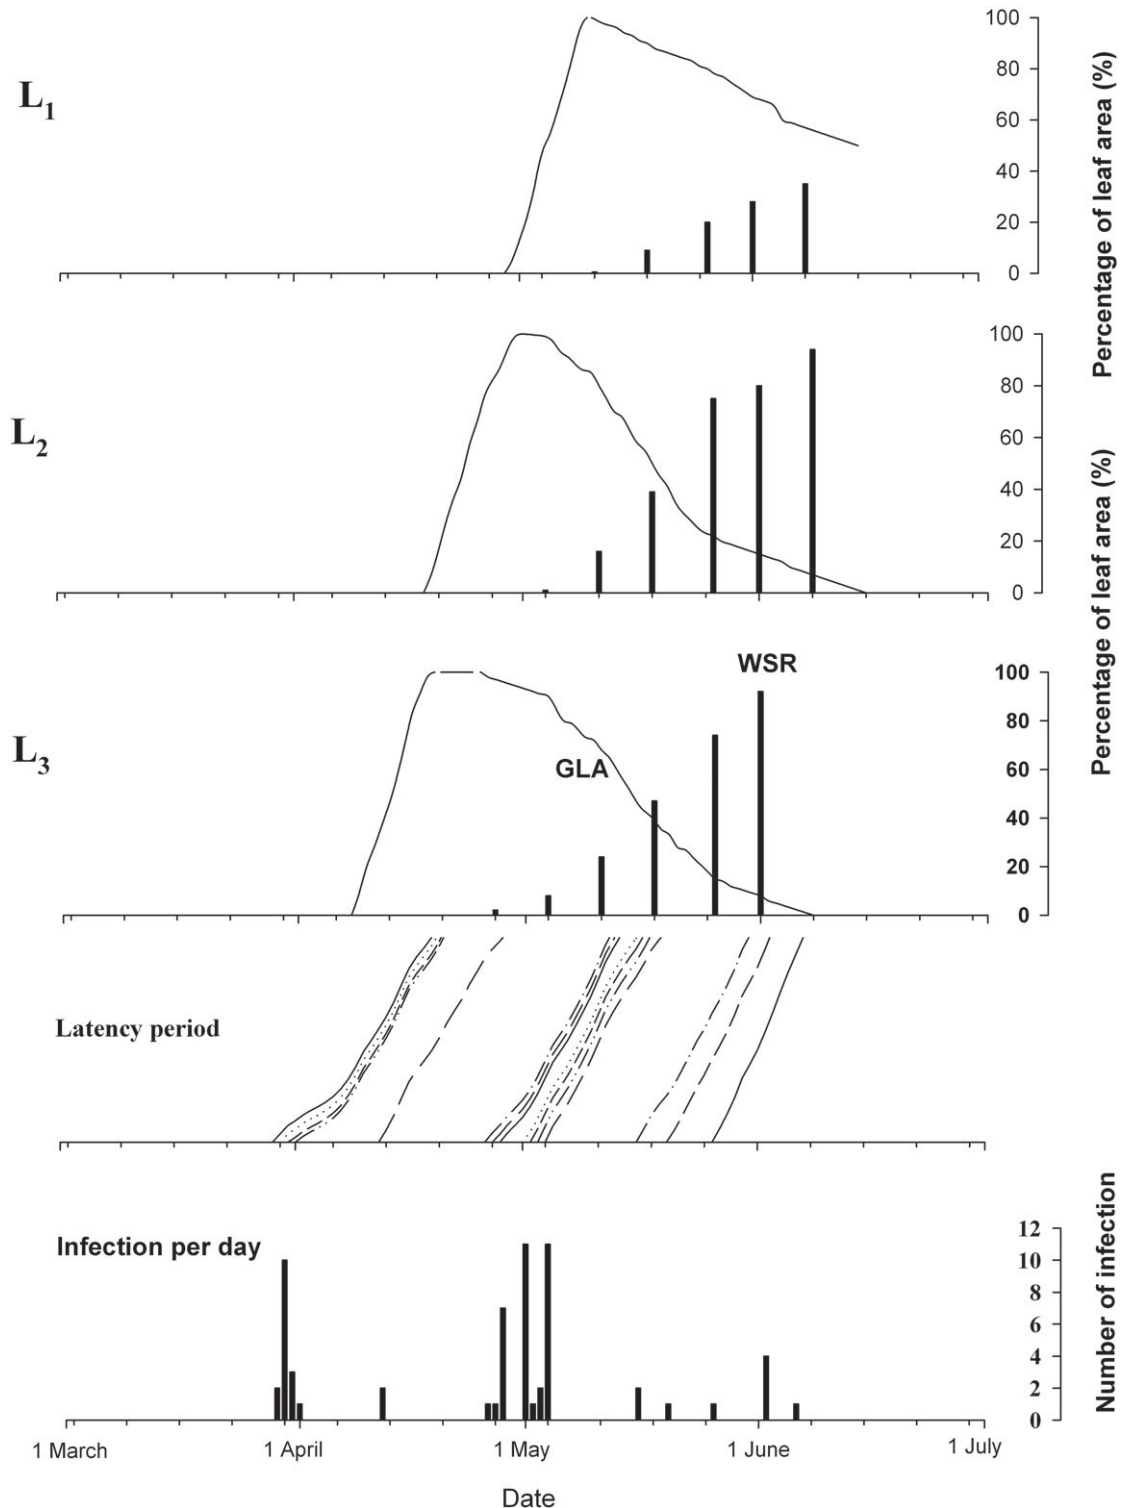 L1
100
80
60
40
20
0
Percentage of leaf area (%)
L2
100
80
60
40
20
0
Percentage of leaf area (%)
L3
GLA
WSR
100
80
60
40
20
0
Percentage of leaf area (%)
Latency period
Infection per day
12
10
8
6
4
2
0
Number of infection
1 March
1 April
1 May
1 June
1 July
Date